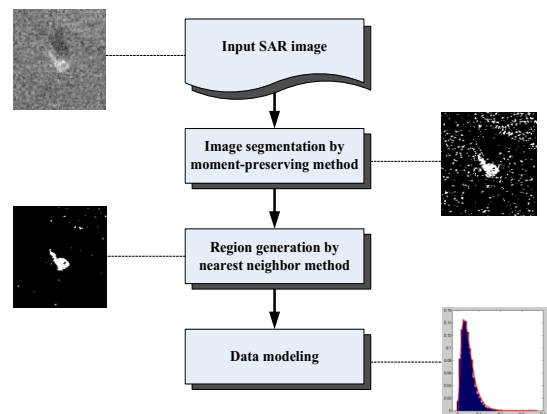 Input SAR image
Image segmentation by
moment-preserving method
Region generation by
nearest neighbor method
Data modeling